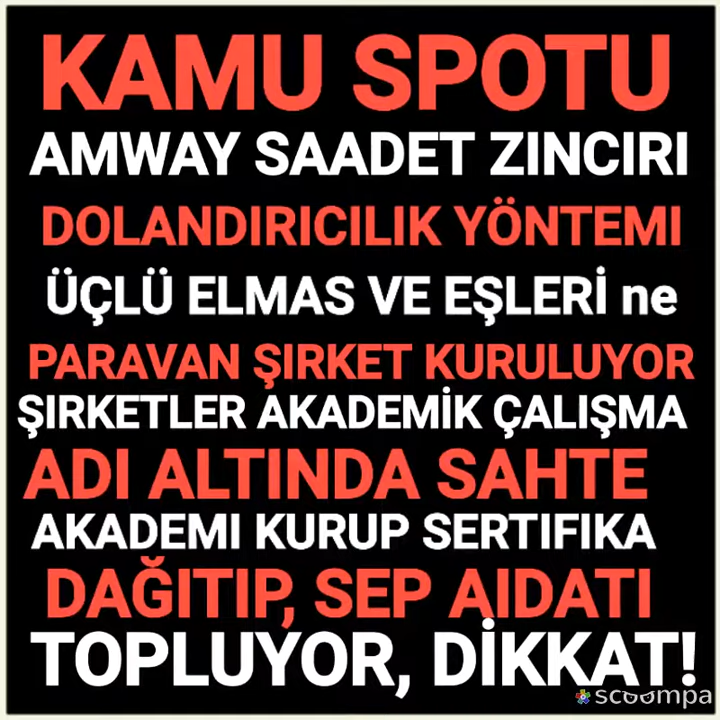 KAMU SPOTU
AMWAY SAADET ZINCIRI
DOLANDIRICILIK YÖNTEMI
ÜÇLÜ ELMAS VE EŞLERİ ne
PARAVAN ŞIRKET KURULUYOR
ŞIRKETLER AKADEMİK ÇALIŞMA
ADI ALTINDA SAHTE
AKADEMI KURUP SERTIFIKA
DAĞITIP, SEP AIDATI
TOPLUYOR, DİKKAT!
scoompa